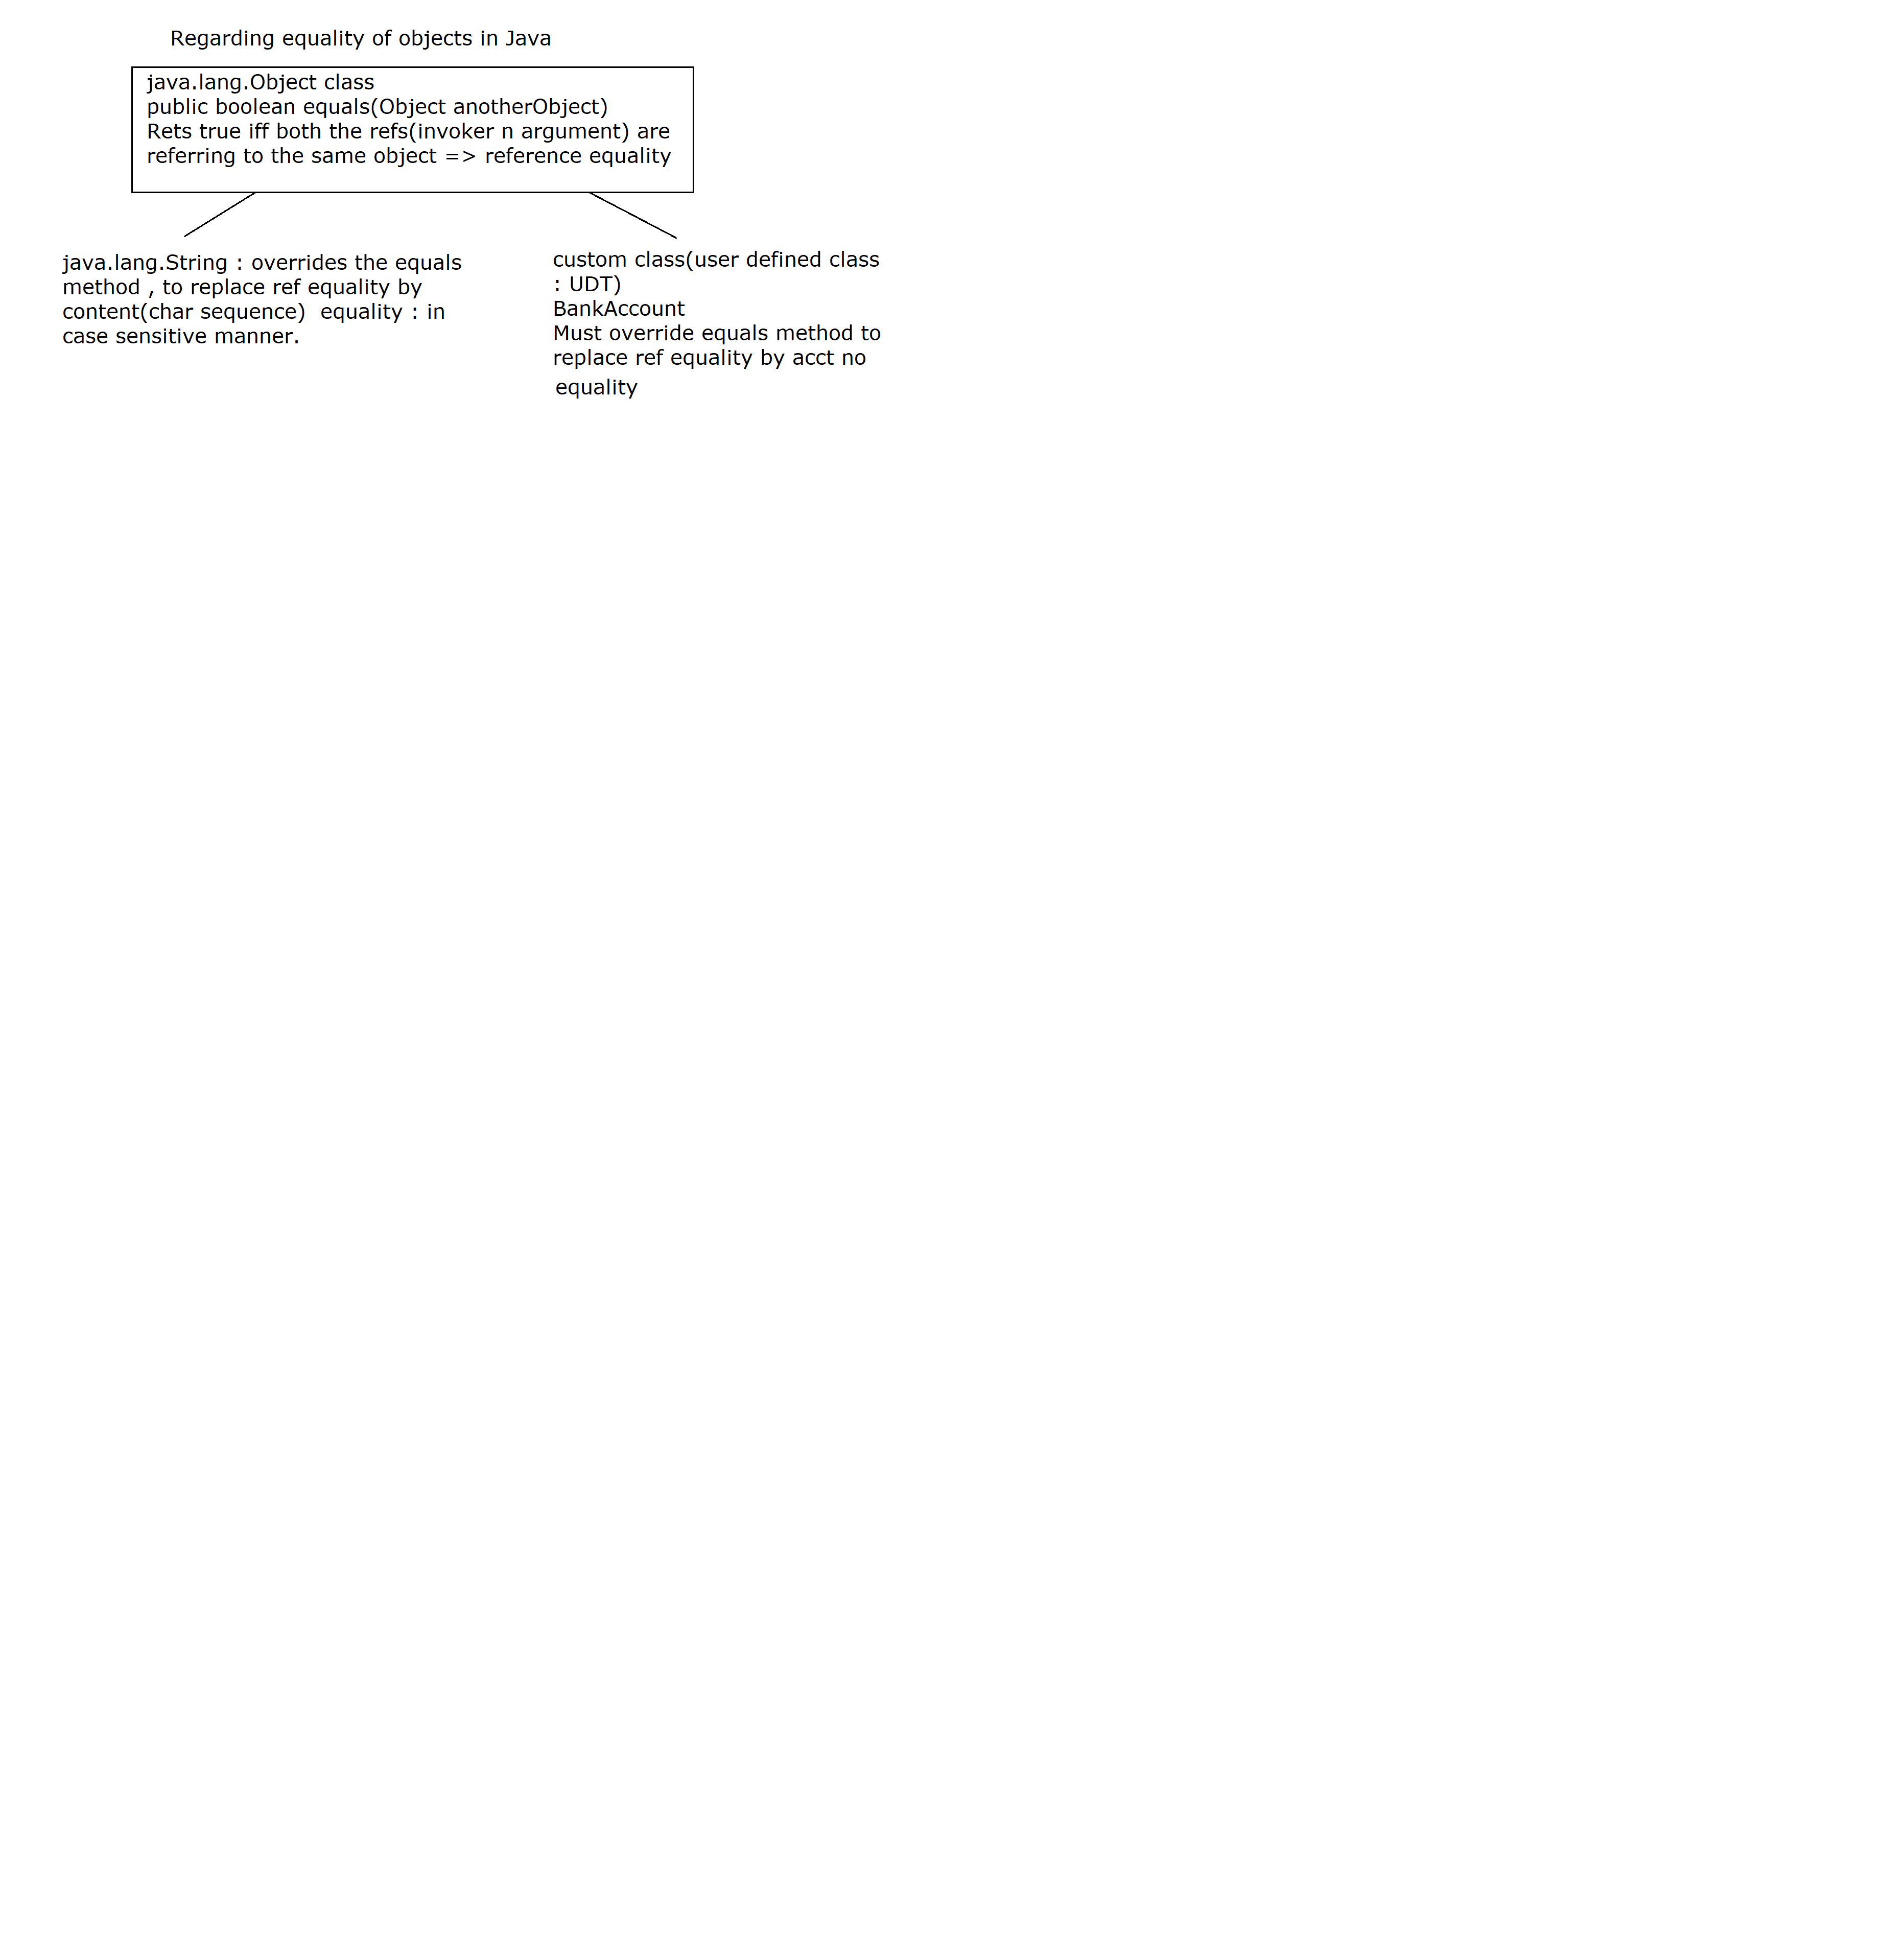 Regarding equality of objects in Java
java.lang.Object class
public boolean equals(Object anotherObject)
Rets true iff both the refs(invoker n argument) are
referring to the same object => reference equality
java.lang.String : overrides the equals
method , to replace ref equality by
content(char sequence)  equality : in
case sensitive manner.
custom class(user defined class
: UDT)
BankAccount
Must override equals method to
replace ref equality by acct no
equality